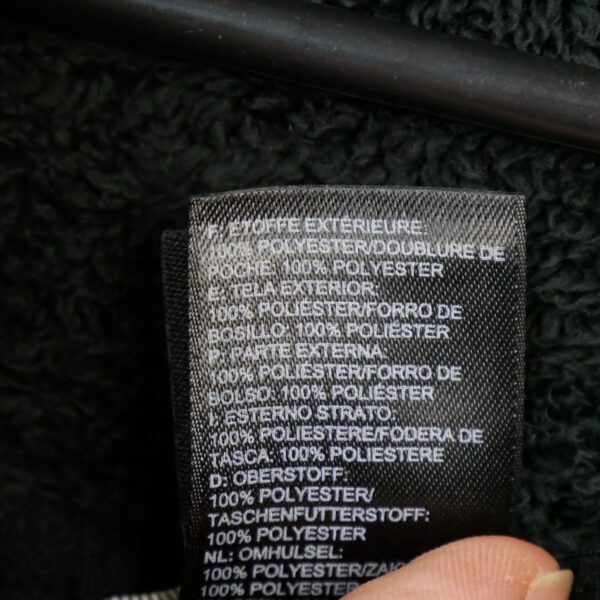 F: ÉTOFFE EXTÉRIEURE:
100% POLYESTER/DOUBLURE DE
POCHE: 100% POLYESTER
E: TELA EXTERIOR:
100% POLIÉSTER/FORRO DE
BOSILLO: 100% POLIÉSTER
P: PARTE EXTERNA:
100% POLIÉSTER/FORRO DE
BOLSO: 100% POLIÉSTER
I: ESTERNO STRATO:
100% POLIESTERE/FODERA DE
TASCA: 100% POLIESTERE
D: OBERSTOFF:
100% POLYESTER/
TASCHENFUTTERSTOFF:
100% POLYESTER
NL: OMHULSEL:
100% POLYESTER/
100% POLYESTER